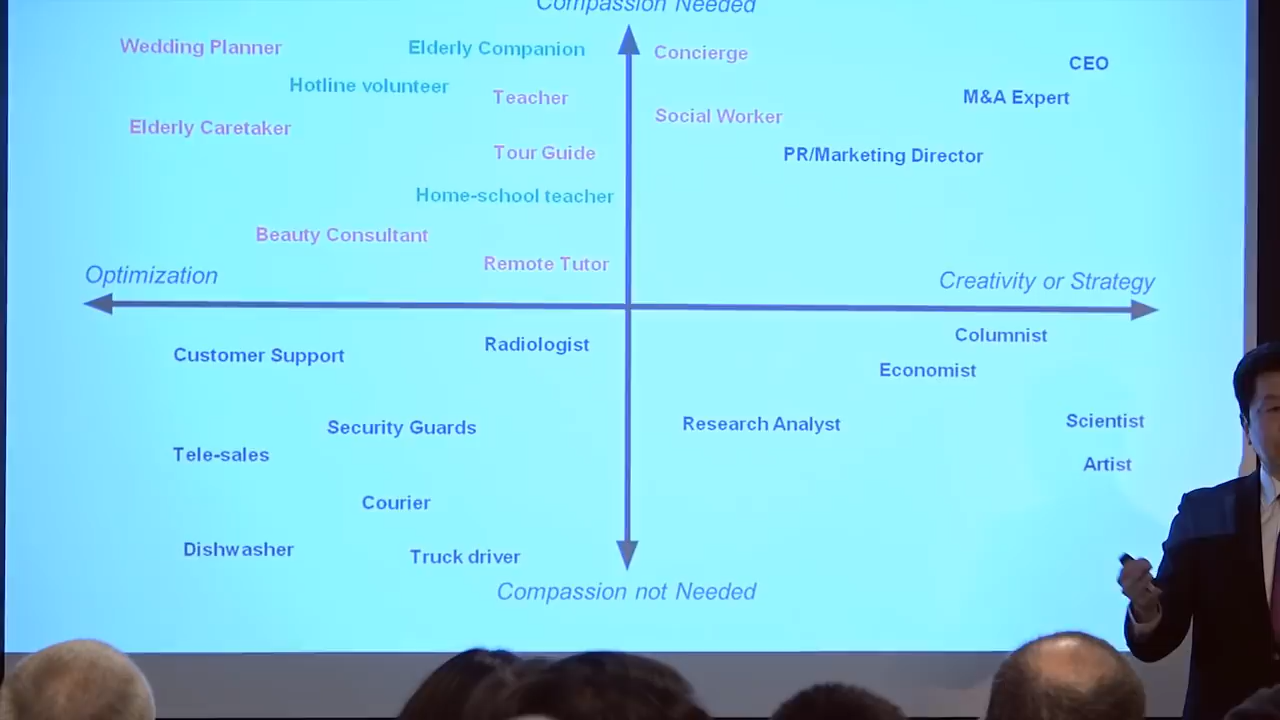 Compassion Needed
Wedding Planner
Elderly Companion
Concierge
CEO
Hotline volunteer
Teacher
M&A Expert
Elderly Caretaker
Social Worker
Tour Guide
PR/Marketing Director
Home-school teacher
Beauty Consultant
Remote Tutor
Optimization
Creativity or Strategy
Customer Support
Radiologist
Columnist
Economist
Security Guards
Research Analyst
Scientist
Tele-sales
Artist
Courier
Dishwasher
Truck driver
Compassion not Needed